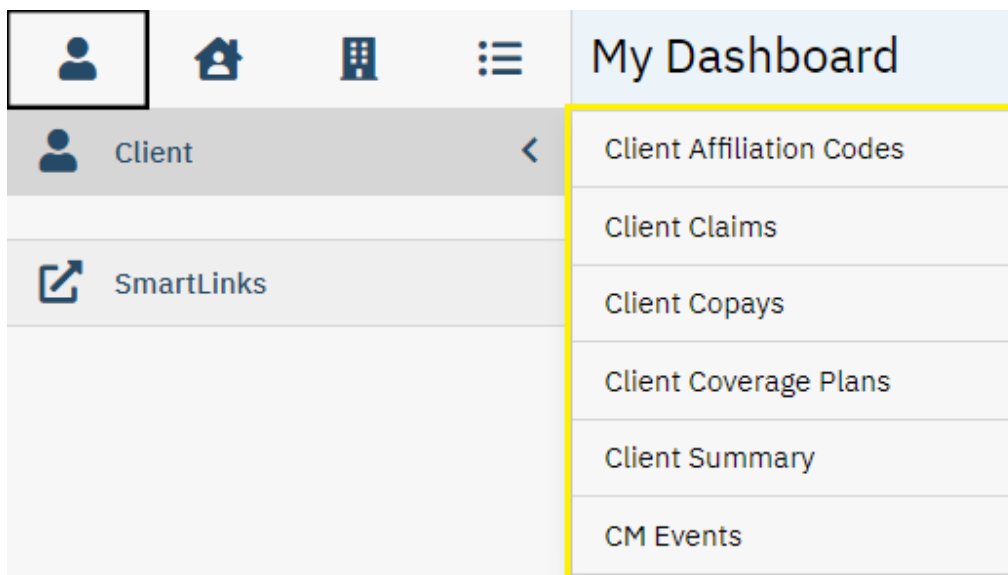 My Dashboard
Client
SmartLinks
Client Affiliation Codes
Client Claims
Client Copays
Client Coverage Plans
Client Summary
CM Events